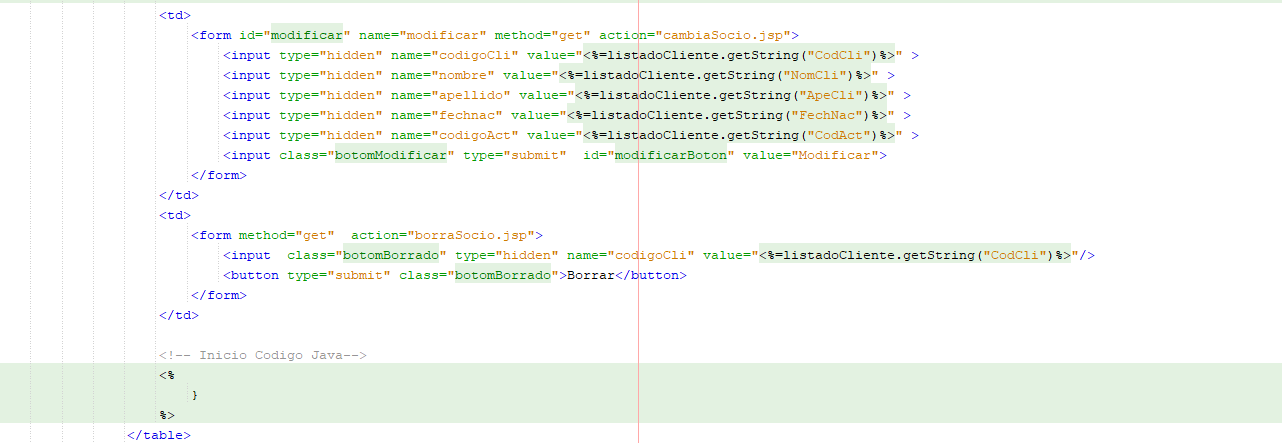 <td>
<form id="modificar" name="modificar" method="get" action="cambiaSocio.jsp">
<input type="hidden" name="codigoCli" value="<%=listadoCliente.getString("CodCli")%>" >
<input type="hidden" name="nombre" value="<%=listadoCliente.getString("NomCli")%>" >
<input type="hidden" name="apellido" value="<%=listadoCliente.getString("ApeCli")%>" >
<input type="hidden" name="fechnac" value="<%=listadoCliente.getString("FechNac")%>" >
<input type="hidden" name="codigoAct" value="<%=listadoCliente.getString("CodAct")%>" >
<input class="botomModificar" type="submit"  id="modificarBoton" value="Modificar">
</form>
</td>
<td>
<form method="get"  action="borraSocio.jsp">
<input  class="botomBorrado" type="hidden" name="codigoCli" value="<%=listadoCliente.getString("CodCli")%>"/>
<button type="submit" class="botomBorrado">Borrar</button>
</form>
</td>
<!-- Inicio Codigo Java-->
<%
}
%>
</table>